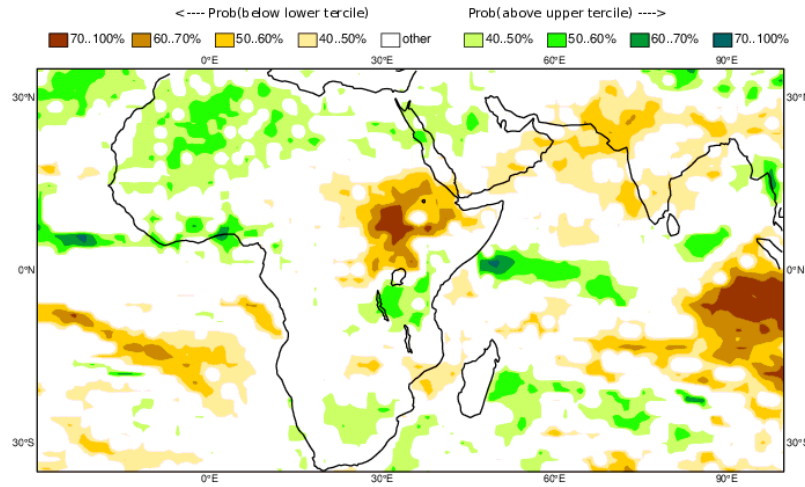 <---- Prob(below lower tercile) Prob(above upper tercile) ---->
70..100% 60..70% 50..60% 40..50% other 40..50% 50..60% 60..70% 70..100%
0°E 30°E 60°E 90°E
30°N 30°N
0°N 0°N
30°S 30°S
0°E 30°E 60°E 90°E